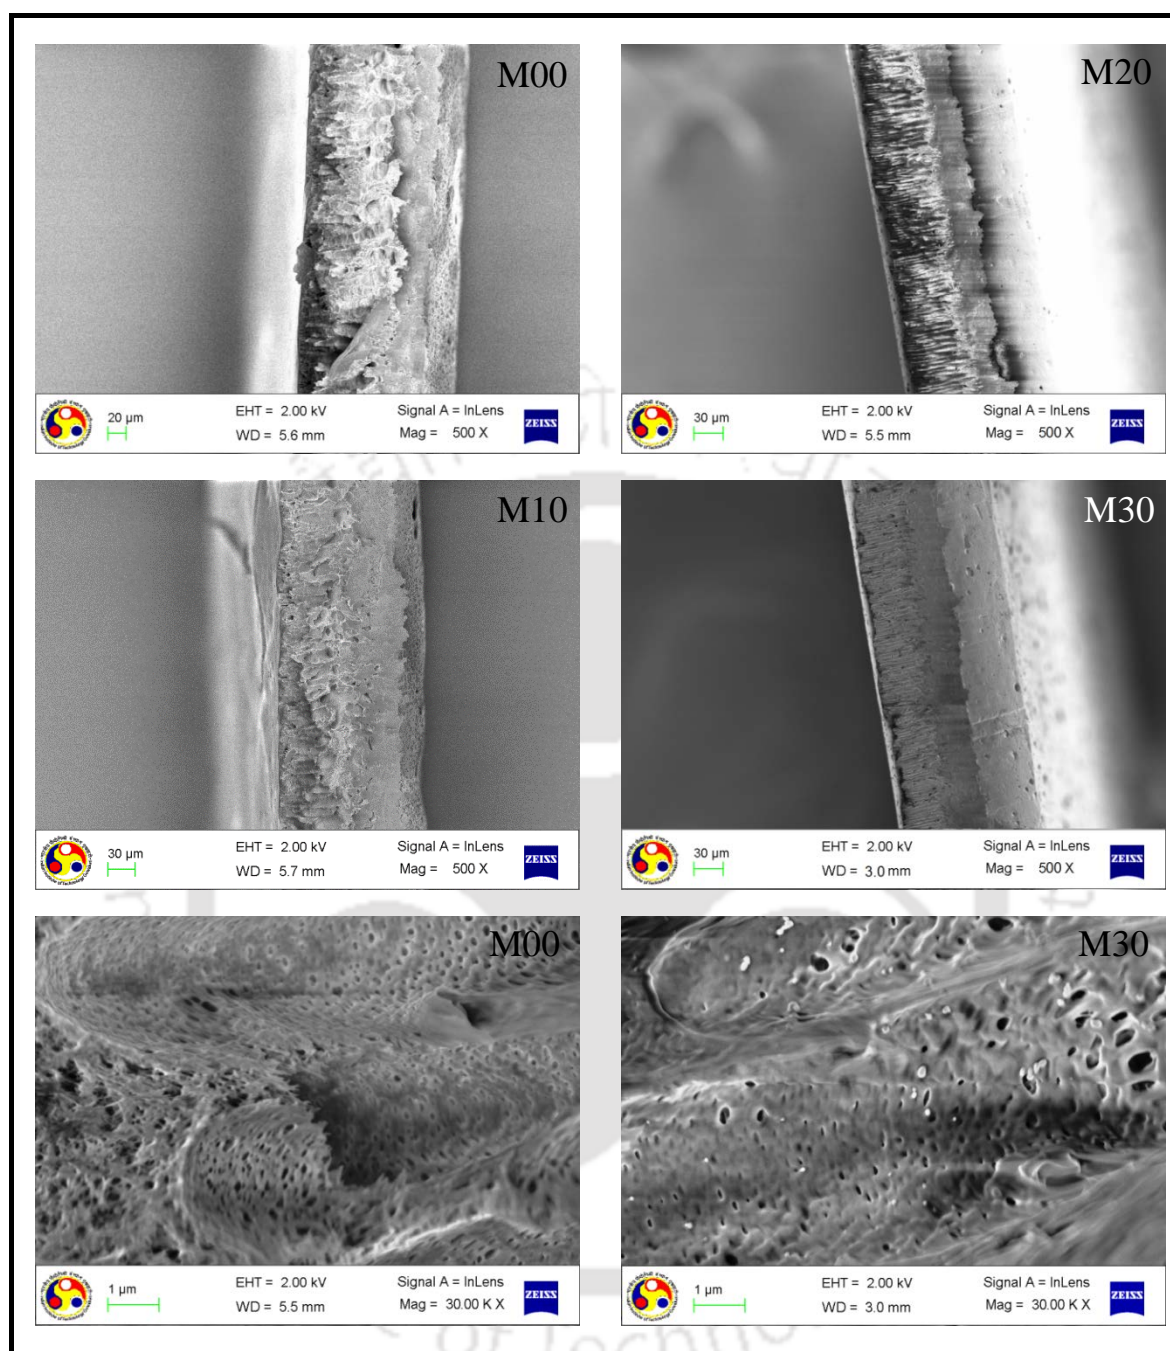 M00
20 µm
EHT = 2.00 kV
WD = 5.6 mm
Signal A = InLens
Mag = 500 X
ZEISS
M20
30 µm
EHT = 2.00 kV
WD = 5.5 mm
Signal A = InLens
Mag = 500 X
ZEISS
M10
30 µm
EHT = 2.00 kV
WD = 5.7 mm
Signal A = InLens
Mag = 500 X
ZEISS
M30
30 µm
EHT = 2.00 kV
WD = 3.0 mm
Signal A = InLens
Mag = 500 X
ZEISS
M00
1 µm
EHT = 2.00 kV
WD = 5.5 mm
Signal A = InLens
Mag = 30.00 K X
ZEISS
M30
1 µm
EHT = 2.00 kV
WD = 3.0 mm
Signal A = InLens
Mag = 30.00 K X
ZEISS